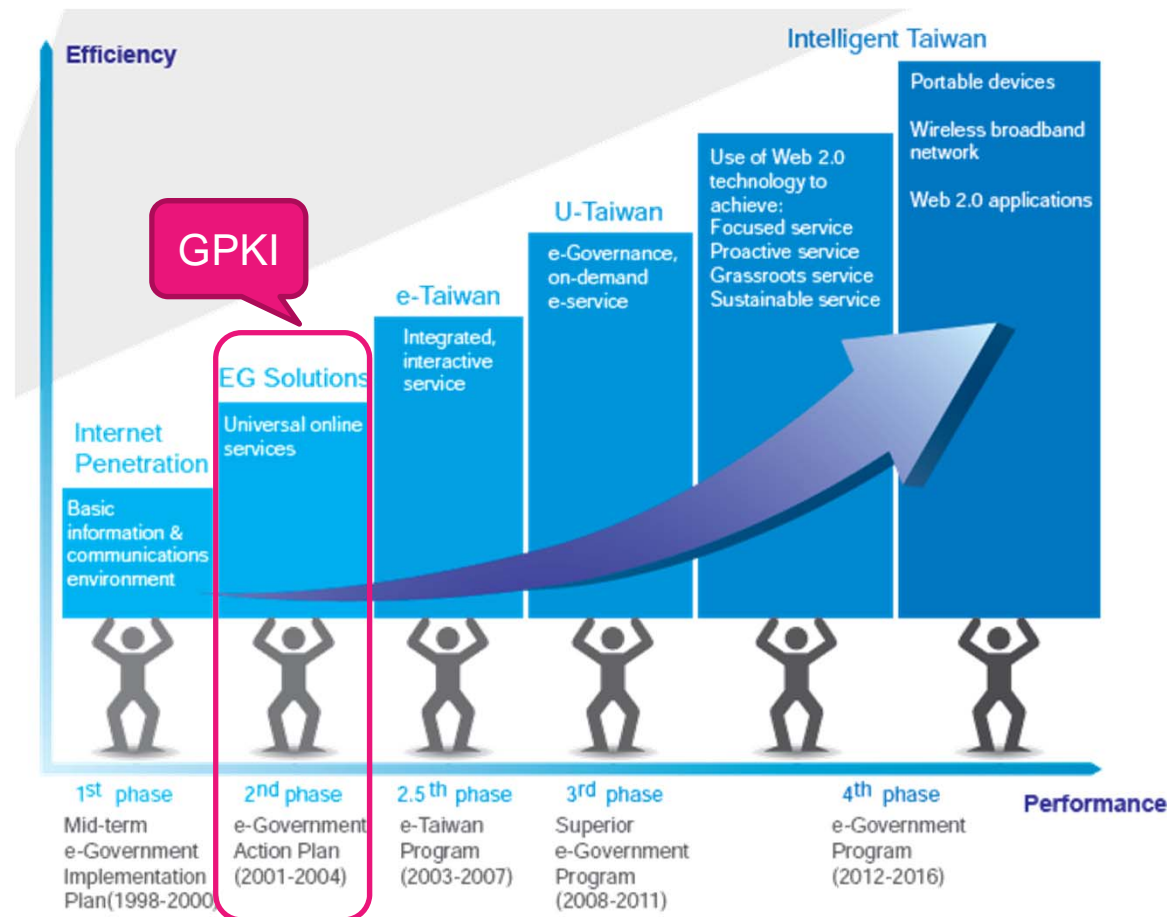 Efficiency
Intelligent Taiwan
Portable devices
Wireless broadband
network
Web 2.0 applications
Use of Web 2.0
technology to
achieve:
Focused service
Proactive service
Grassroots service
Sustainable service
U-Taiwan
e-Governance,
on-demand
e-service
GPKI
e-Taiwan
Integrated,
interactive
service
EG Solutions
Universal online
services
Internet
Penetration
Basic
information &
communications
environment
1st phase
Mid-term
e-Government
Implementation
Plan(1998-2000)
2nd phase
e-Government
Action Plan
(2001-2004)
2.5th phase
e-Taiwan
Program
(2003-2007)
3rd phase
Superior
e-Government
Program
(2008-2011)
4th phase
e-Government
Program
(2012-2016)
Performance